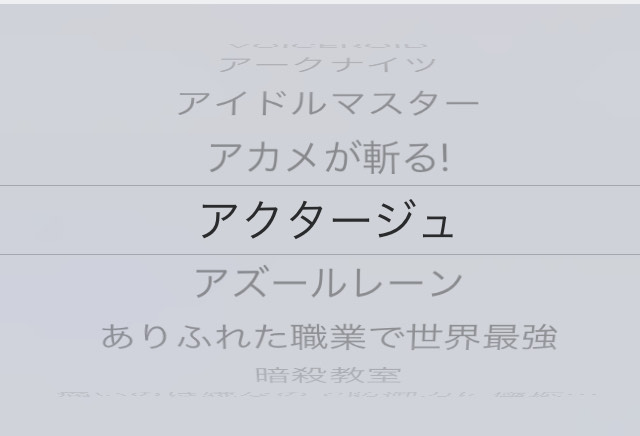 アークナイツ
アイドルマスター
アカメが斬る!
アクタージュ
アズールレーン
ありふれた職業で世界最強
暗殺教室